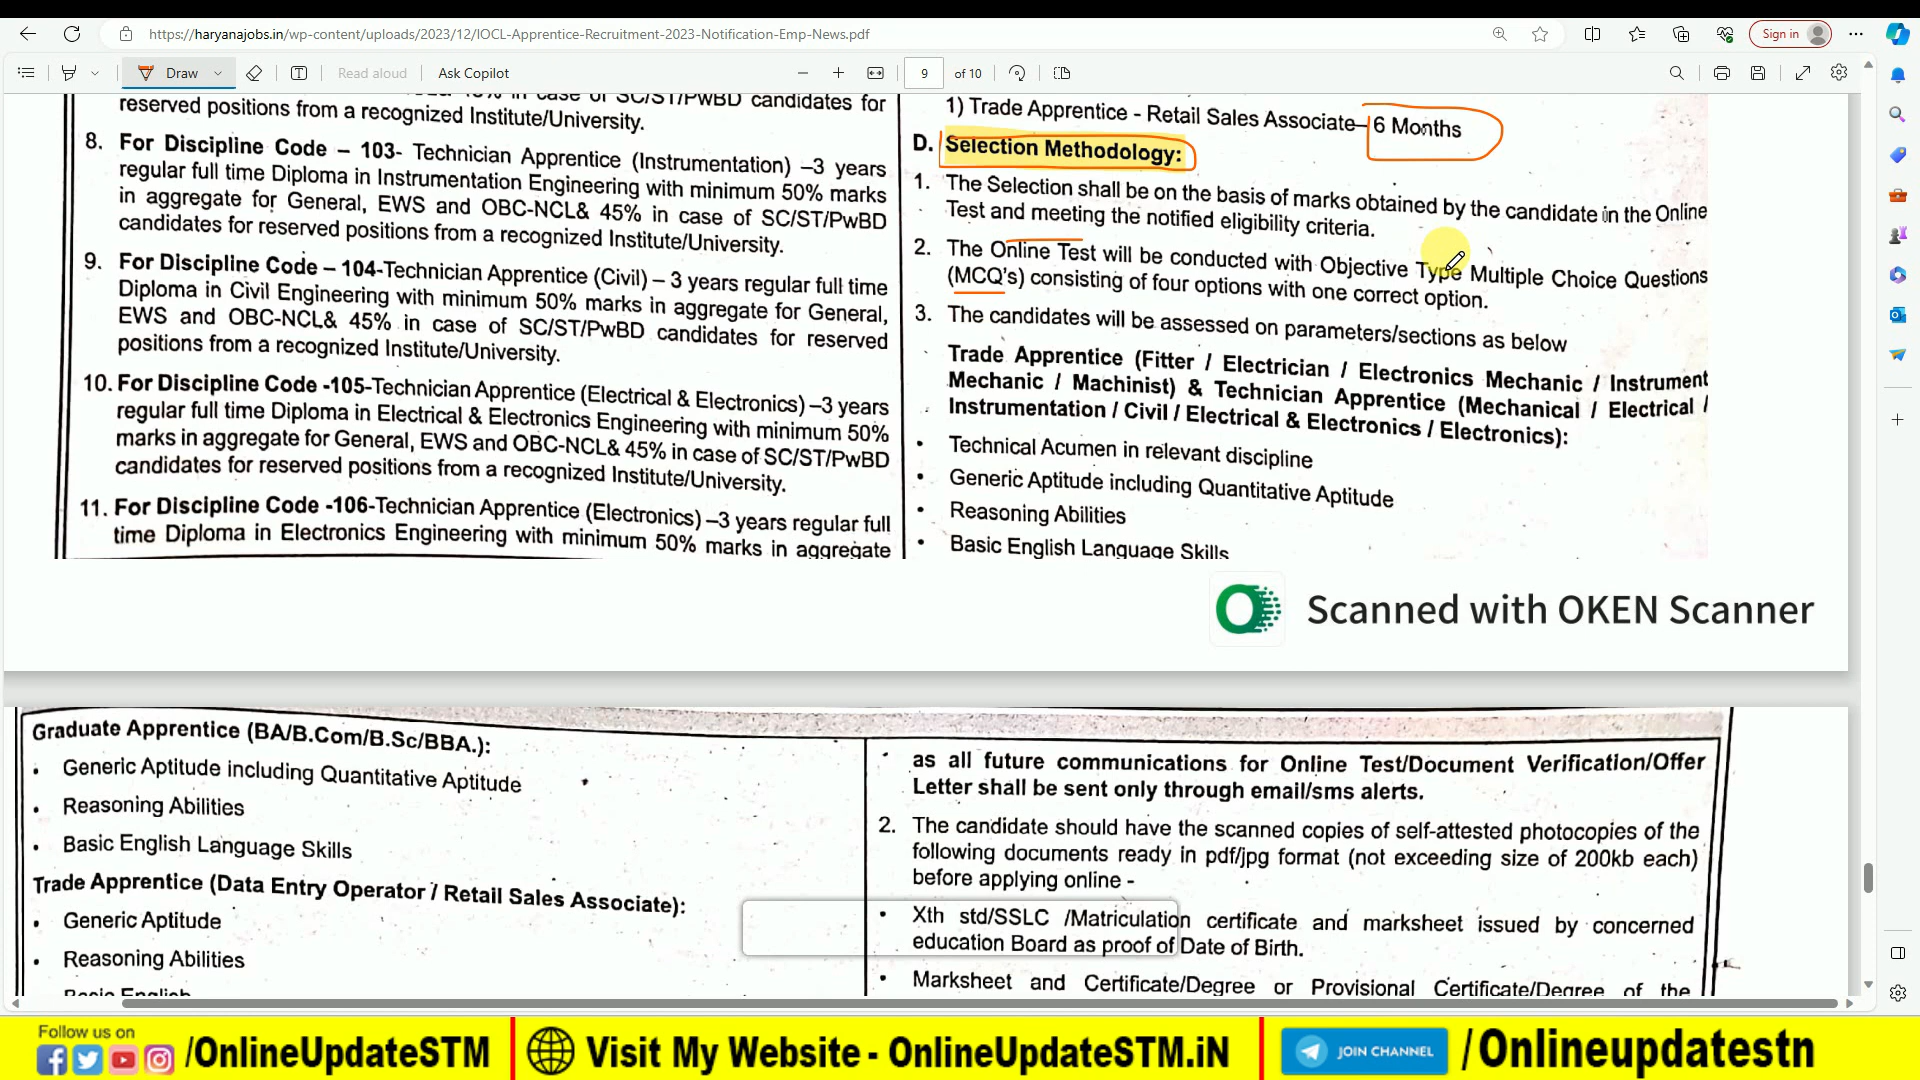 https://haryanajobs.in/wp-content/uploads/2023/12/IOCL-Apprentice-Recruitment-2023-Notification-Emp-News.pdf
Sign in
Draw
Read aloud
Ask Copilot
9 of 10
reserved positions from a recognized Institute/University.
8. For Discipline Code – 103- Technician Apprentice (Instrumentation) –3 years
regular full time Diploma in Instrumentation Engineering with minimum 50% marks
in aggregate for General, EWS and OBC-NCL& 45% in case of SC/ST/PwBD
candidates for reserved positions from a recognized Institute/University.
9. For Discipline Code – 104-Technician Apprentice (Civil) – 3 years regular full time
Diploma in Civil Engineering with minimum 50% marks in aggregate for General,
EWS and OBC-NCL& 45% in case of SC/ST/PwBD candidates for reserved
positions from a recognized Institute/University.
10. For Discipline Code -105-Technician Apprentice (Electrical & Electronics) –3 years
regular full time Diploma in Electrical & Electronics Engineering with minimum 50%
marks in aggregate for General, EWS and OBC-NCL& 45% in case of SC/ST/PwBD
candidates for reserved positions from a recognized Institute/University.
11. For Discipline Code -106-Technician Apprentice (Electronics) –3 years regular full
time Diploma in Electronics Engineering with minimum 50% marks in aggregate
1) Trade Apprentice - Retail Sales Associate– 6 Months
D. Selection Methodology:
1. The Selection shall be on the basis of marks obtained by the candidate in the Online
Test and meeting the notified eligibility criteria.
2. The Online Test will be conducted with Objective Type Multiple Choice Questions
(MCQ's) consisting of four options with one correct option.
3. The candidates will be assessed on parameters/sections as below
Trade Apprentice (Fitter / Electrician / Electronics Mechanic / Instrument
Mechanic / Machinist) & Technician Apprentice (Mechanical / Electrical /
Instrumentation / Civil / Electrical & Electronics / Electronics):
• Technical Acumen in relevant discipline
• Generic Aptitude including Quantitative Aptitude
• Reasoning Abilities
• Basic English Language Skills
Scanned with OKEN Scanner
Graduate Apprentice (BA/B.Com/B.Sc/BBA.):
• Generic Aptitude including Quantitative Aptitude
• Reasoning Abilities
• Basic English Language Skills
Trade Apprentice (Data Entry Operator / Retail Sales Associate):
• Generic Aptitude
• Reasoning Abilities
Basic English
as all future communications for Online Test/Document Verification/Offer
Letter shall be sent only through email/sms alerts.
2. The candidate should have the scanned copies of self-attested photocopies of the
following documents ready in pdf/jpg format (not exceeding size of 200kb each)
before applying online -
• Xth std/SSLC /Matriculation certificate and marksheet issued by concerned
education Board as proof of Date of Birth.
• Marksheet and Certificate/Degree or Provisional Certificate/Degree of the
Follow us on
/OnlineUpdateSTM
Visit My Website - OnlineUpdateSTM.iN
JOIN CHANNEL
/Onlineupdatestn